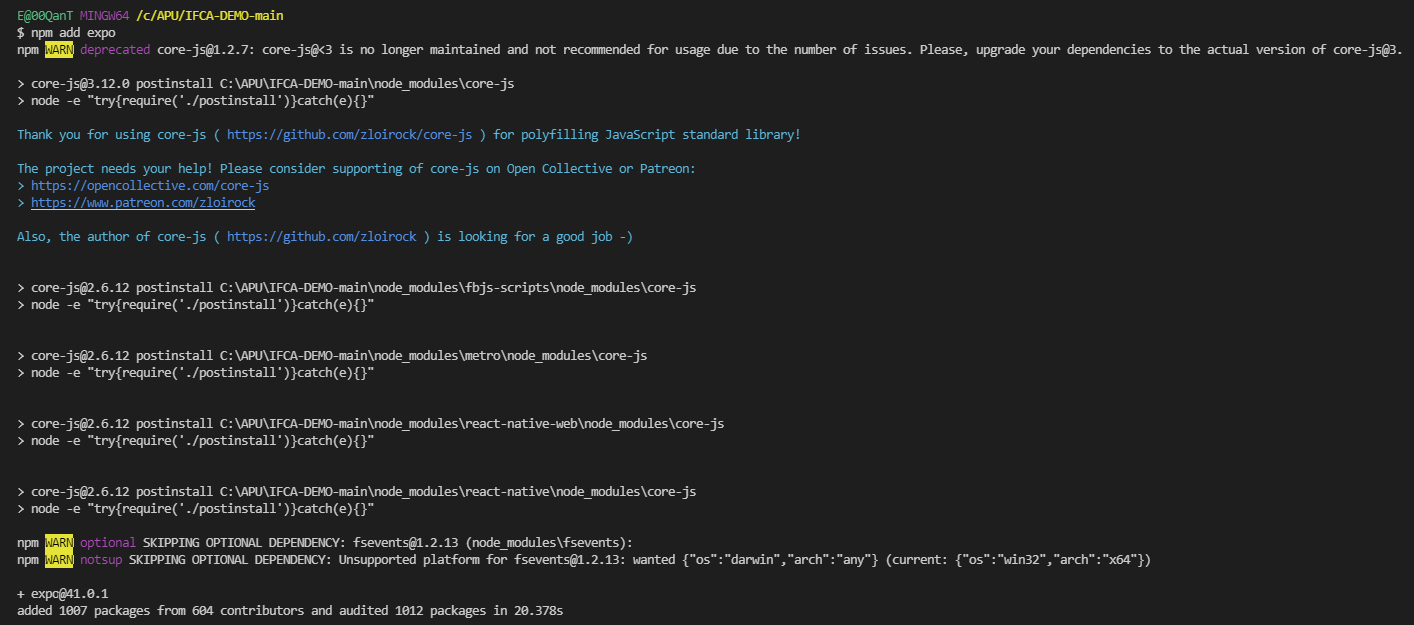 E@00QanT MINGW64 /c/APU/IFCA-DEMO-main
$ npm add expo
npm WARN deprecated core-js@1.2.7: core-js@<3 is no longer maintained and not recommended for usage due to the number of issues. Please, upgrade your dependencies to the actual version of core-js@3.
> core-js@3.12.0 postinstall C:\APU\IFCA-DEMO-main\node_modules\core-js
> node -e "try{require('./postinstall')}catch(e){}"
Thank you for using core-js ( https://github.com/zloirock/core-js ) for polyfilling JavaScript standard library!
The project needs your help! Please consider supporting of core-js on Open Collective or Patreon:
> https://opencollective.com/core-js
> https://www.patreon.com/zloirock
Also, the author of core-js ( https://github.com/zloirock ) is looking for a good job -)
> core-js@2.6.12 postinstall C:\APU\IFCA-DEMO-main\node_modules\fbjs-scripts\node_modules\core-js
> node -e "try{require('./postinstall')}catch(e){}"
> core-js@2.6.12 postinstall C:\APU\IFCA-DEMO-main\node_modules\metro\node_modules\core-js
> node -e "try{require('./postinstall')}catch(e){}"
> core-js@2.6.12 postinstall C:\APU\IFCA-DEMO-main\node_modules\react-native-web\node_modules\core-js
> node -e "try{require('./postinstall')}catch(e){}"
> core-js@2.6.12 postinstall C:\APU\IFCA-DEMO-main\node_modules\react-native\node_modules\core-js
> node -e "try{require('./postinstall')}catch(e){}"
npm WARN optional SKIPPING OPTIONAL DEPENDENCY: fsevents@1.2.13 (node_modules\fsevents):
npm WARN notsup SKIPPING OPTIONAL DEPENDENCY: Unsupported platform for fsevents@1.2.13: wanted {"os":"darwin","arch":"any"} (current: {"os":"win32","arch":"x64"})
+ expo@41.0.1
added 1007 packages from 604 contributors and audited 1012 packages in 20.378s